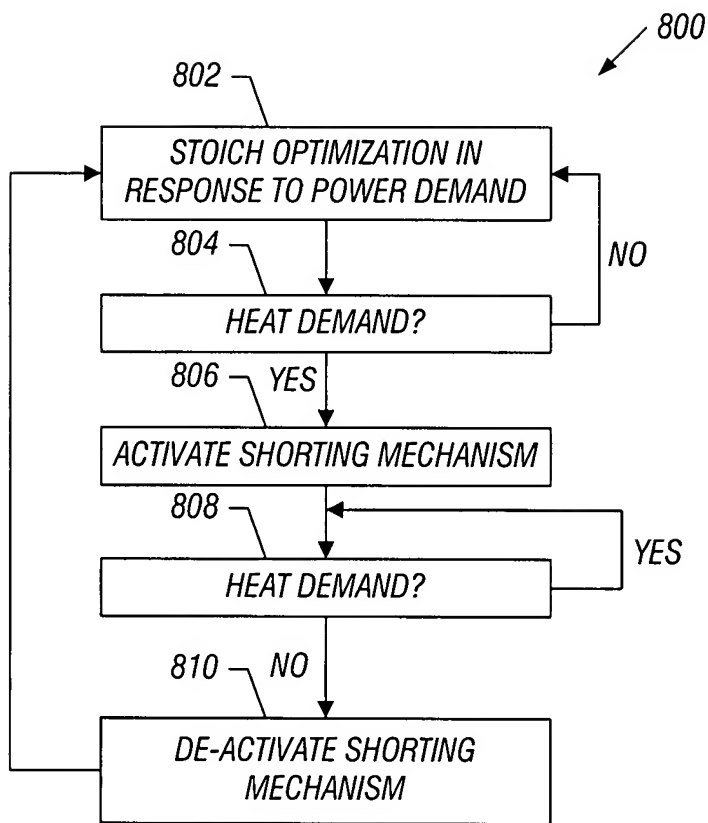 800
802
STOICH OPTIMIZATION IN
RESPONSE TO POWER DEMAND
804
NO
HEAT DEMAND?
806
YES
ACTIVATE SHORTING MECHANISM
808
YES
HEAT DEMAND?
810
NO
DE-ACTIVATE SHORTING
MECHANISM